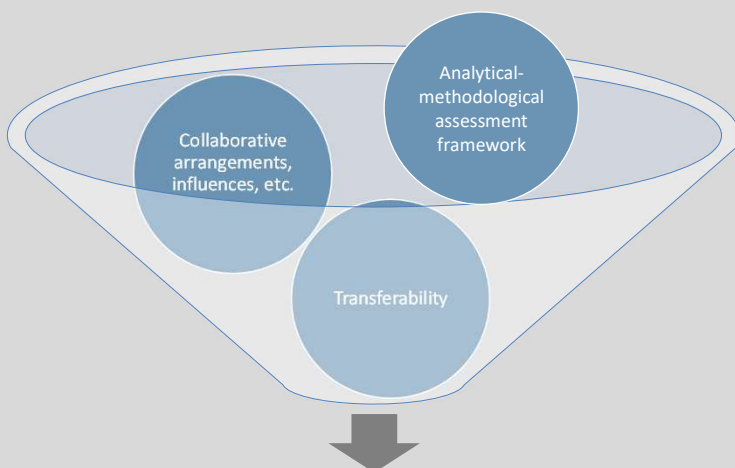 Analytical-
methodological
assessment
framework
Collaborative
arrangements,
influences, etc.
Transferability